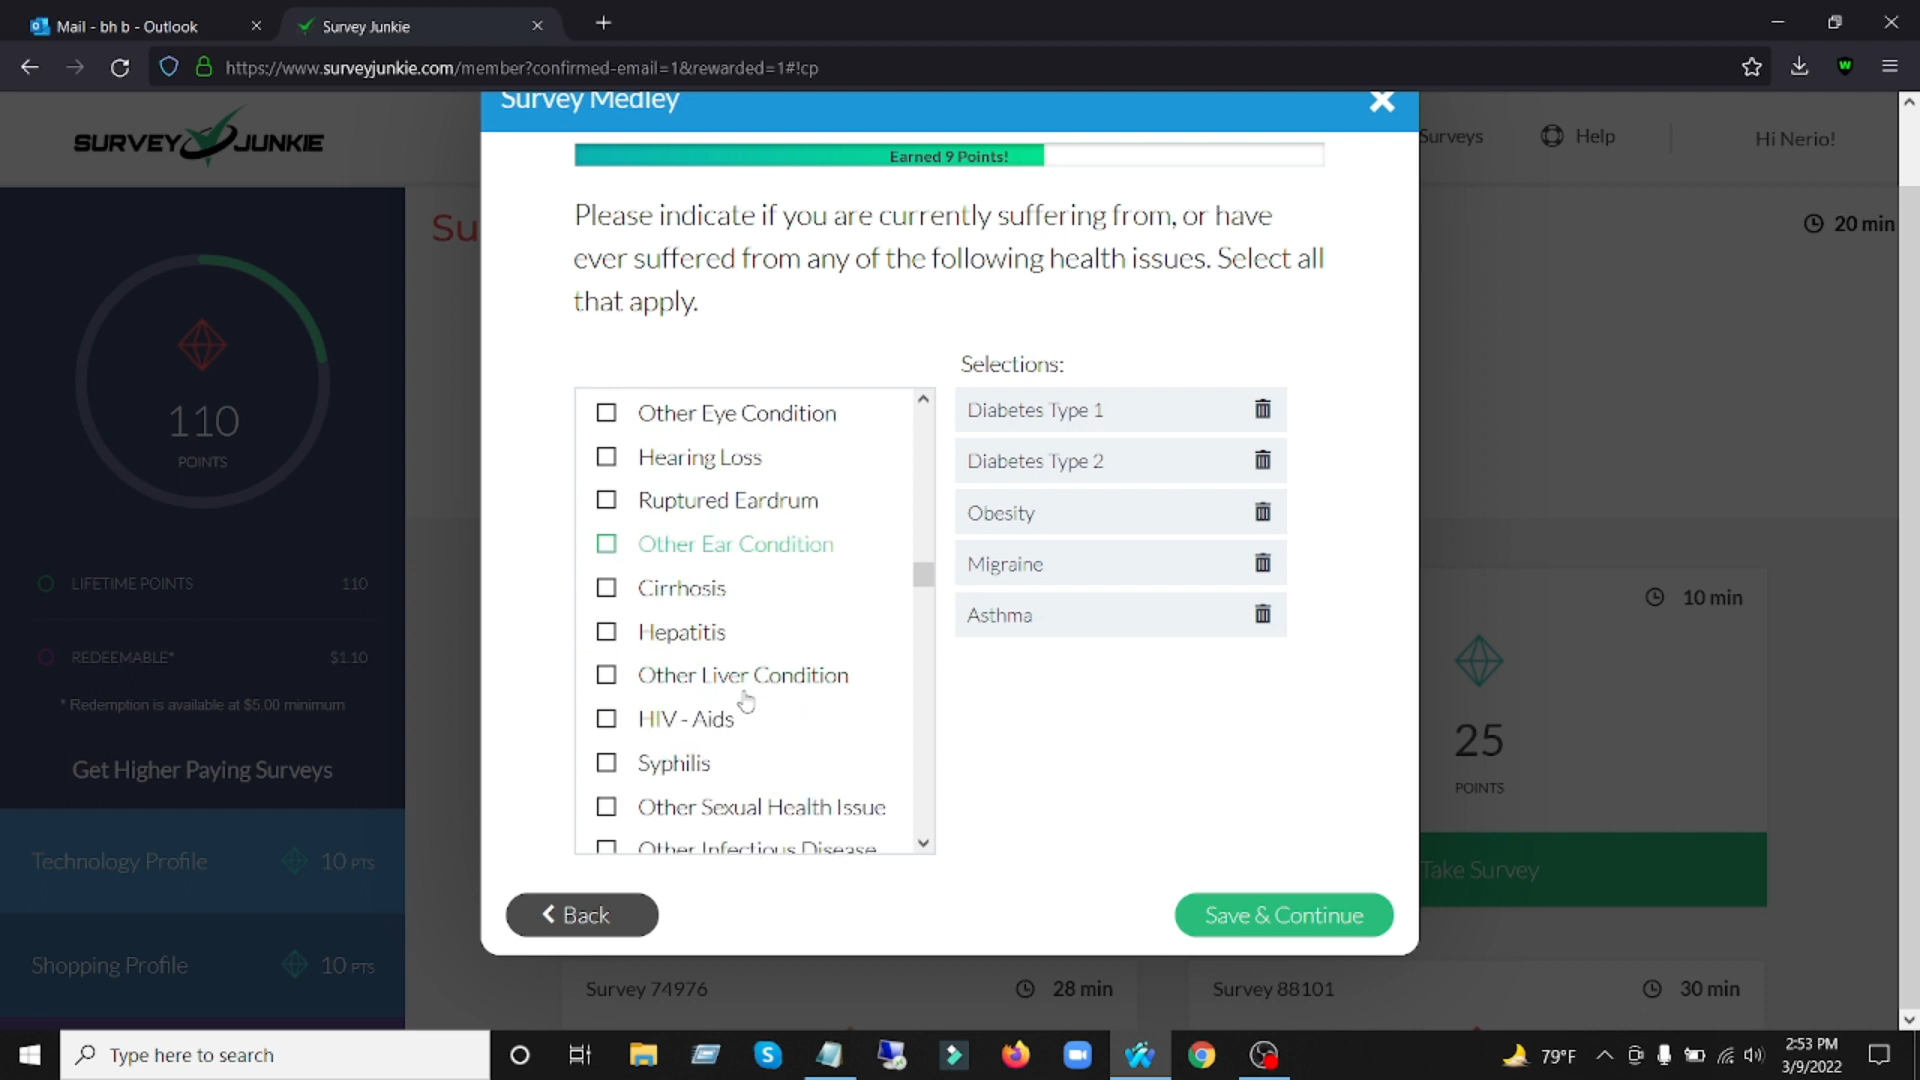 Mail - bh b - Outlook
Survey Junkie
https://www.surveyjunkie.com/member?confirmed-email=1&rewarded=1#!cp
Survey Medley
SURVEY JUNKIE
Surveys
Help
Hi Nerio!
Earned 9 Points!
Please indicate if you are currently suffering from, or have
ever suffered from any of the following health issues. Select all
that apply.
Su
20 min
Selections:
Other Eye Condition
Hearing Loss
Ruptured Eardrum
Other Ear Condition
Cirrhosis
Hepatitis
Other Liver Condition
HIV - Aids
Syphilis
Other Sexual Health Issue
Other Infectious Disease
Diabetes Type 1
Diabetes Type 2
Obesity
Migraine
Asthma
110
POINTS
LIFETIME POINTS 110
REDEEMABLE* $1.10
* Redemption is available at $5.00 minimum
Get Higher Paying Surveys
Technology Profile 10 PTS
Shopping Profile 10 PTS
10 min
25
POINTS
Take Survey
Back
Save & Continue
Survey 74976 28 min
Survey 88101 30 min
Type here to search
79°F
2:53 PM
3/9/2022